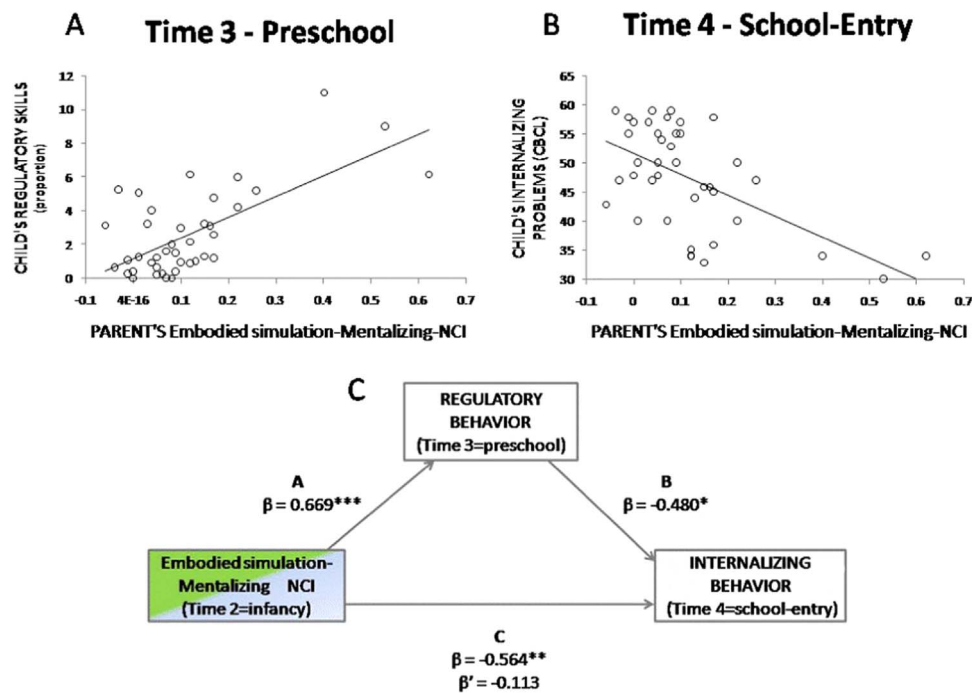 A
Time 3 - Preschool
CHILD'S REGULATORY SKILLS
(proportion)
12
10
8
6
4
2
0
-0.1
4E-16
0.1
0.2
0.3
0.4
0.5
0.6
0.7
PARENT'S Embodied simulation-Mentalizing-NCI
B
Time 4 - School-Entry
CHILD'S INTERNALIZING
PROBLEMS (CBCL)
65
60
55
50
45
40
35
30
-0.1
0
0.1
0.2
0.3
0.4
0.5
0.6
0.7
PARENT'S Embodied simulation-Mentalizing-NCI
C
REGULATORY
BEHAVIOR
(Time 3=preschool)
A
β = 0.669***
B
β = -0.480*
Embodied simulation-
Mentalizing NCI
(Time 2=infancy)
INTERNALIZING
BEHAVIOR
(Time 4=school-entry)
C
β = -0.564**
β' = -0.113